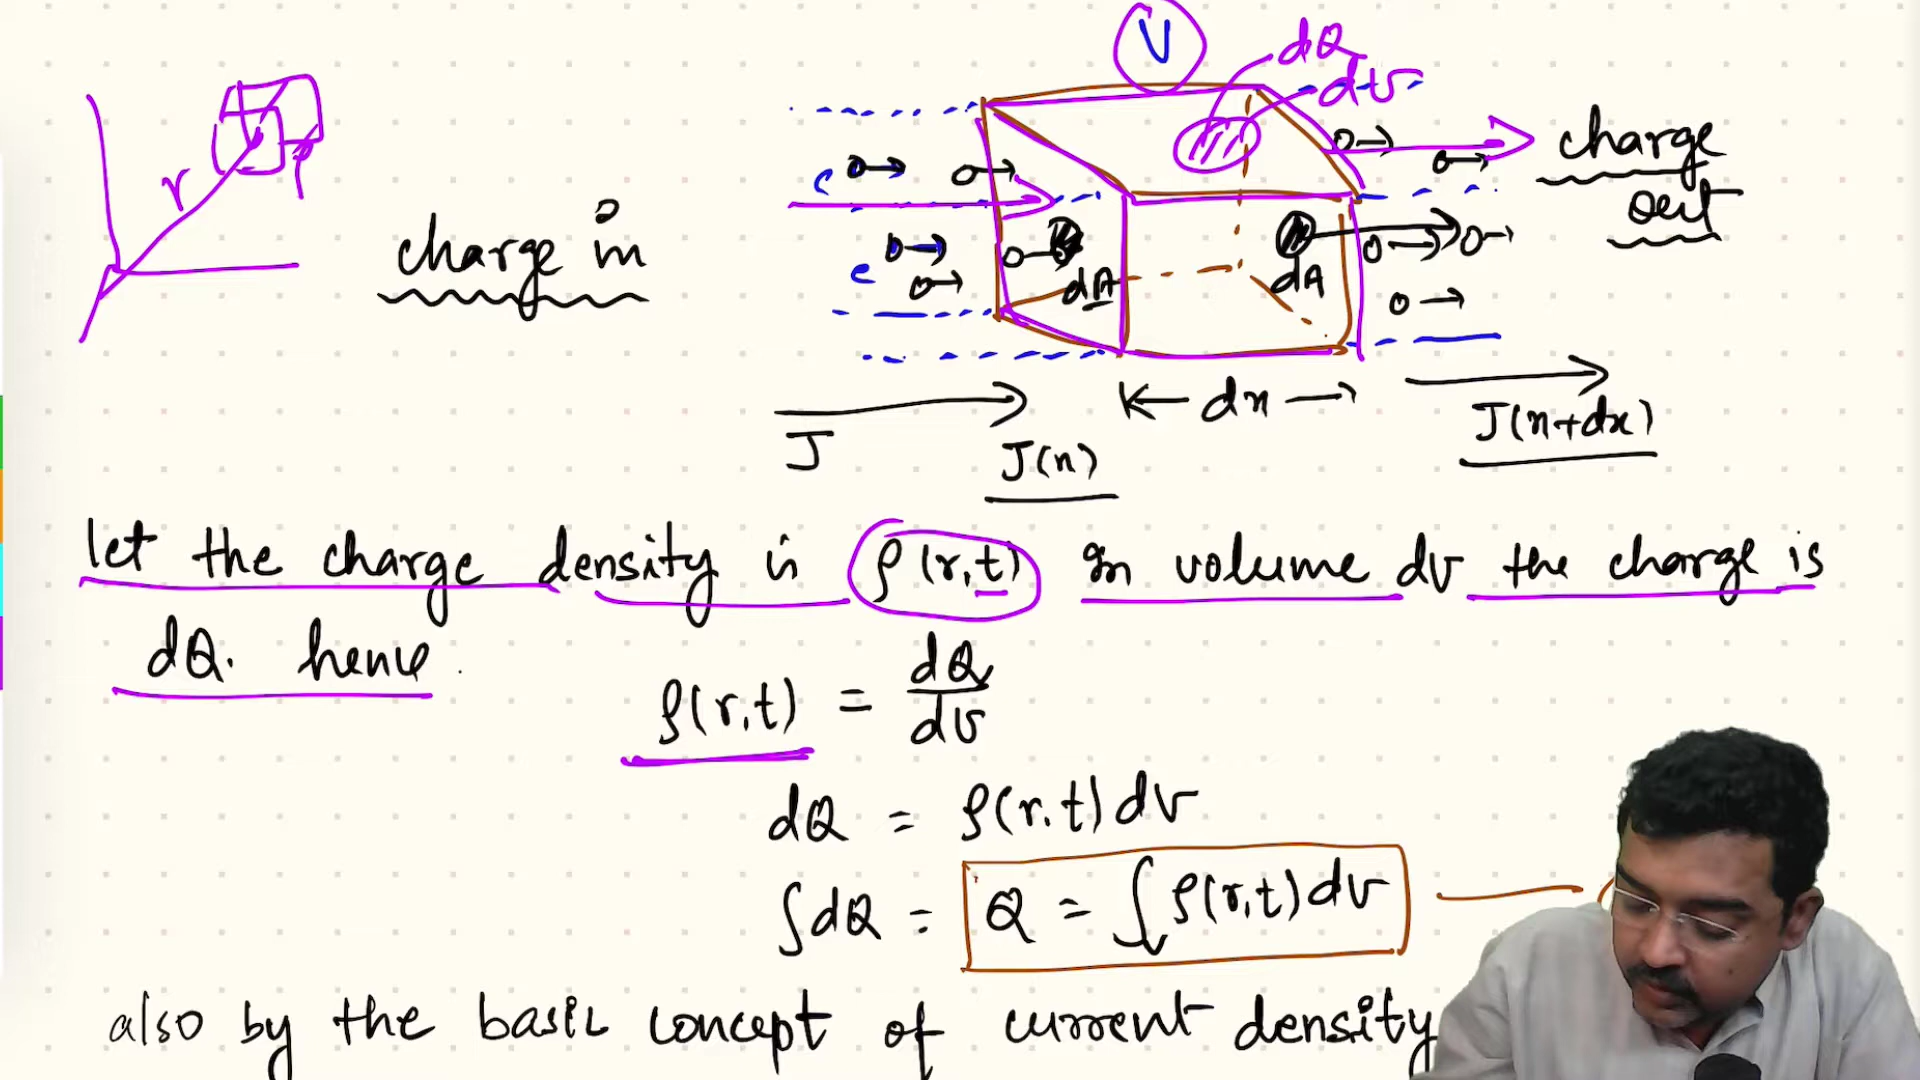 V
dQ
dv
r
charge in
charge
out
e
e
dA
dA
dx
J
J(x)
J(x+dx)
let the charge density is ρ(r,t) In volume dv the charge is
dQ. hence
ρ(r,t) = dQ/dv
dQ = ρ(r,t) dv
∫dQ = Q = ∫v ρ(r,t) dv
also by the basic concept of current density